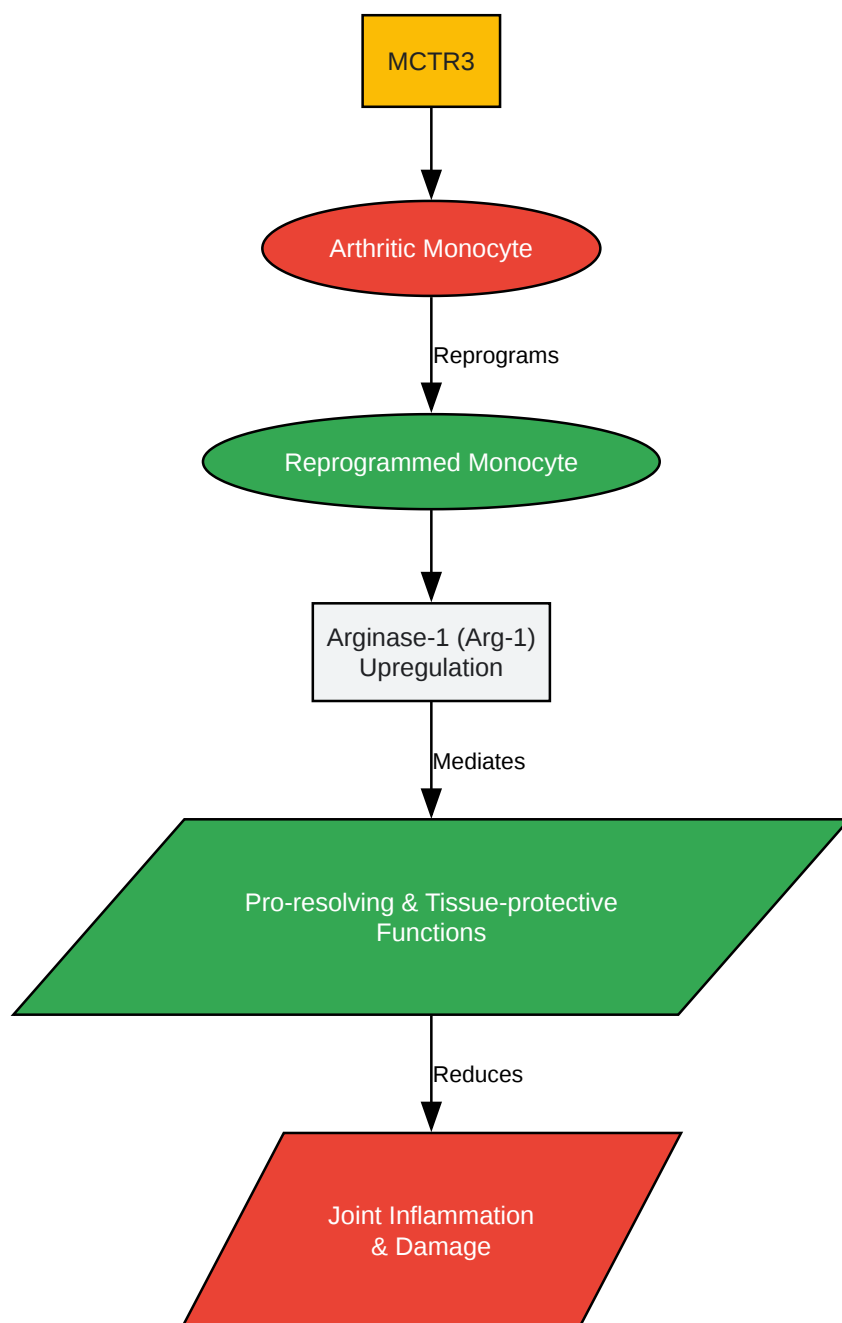 MCTR3
Arthritic Monocyte
Reprograms
Reprogrammed Monocyte
Arginase-1 (Arg-1)
Upregulation
Mediates
Pro-resolving & Tissue-protective
Functions
Reduces
Joint Inflammation
& Damage